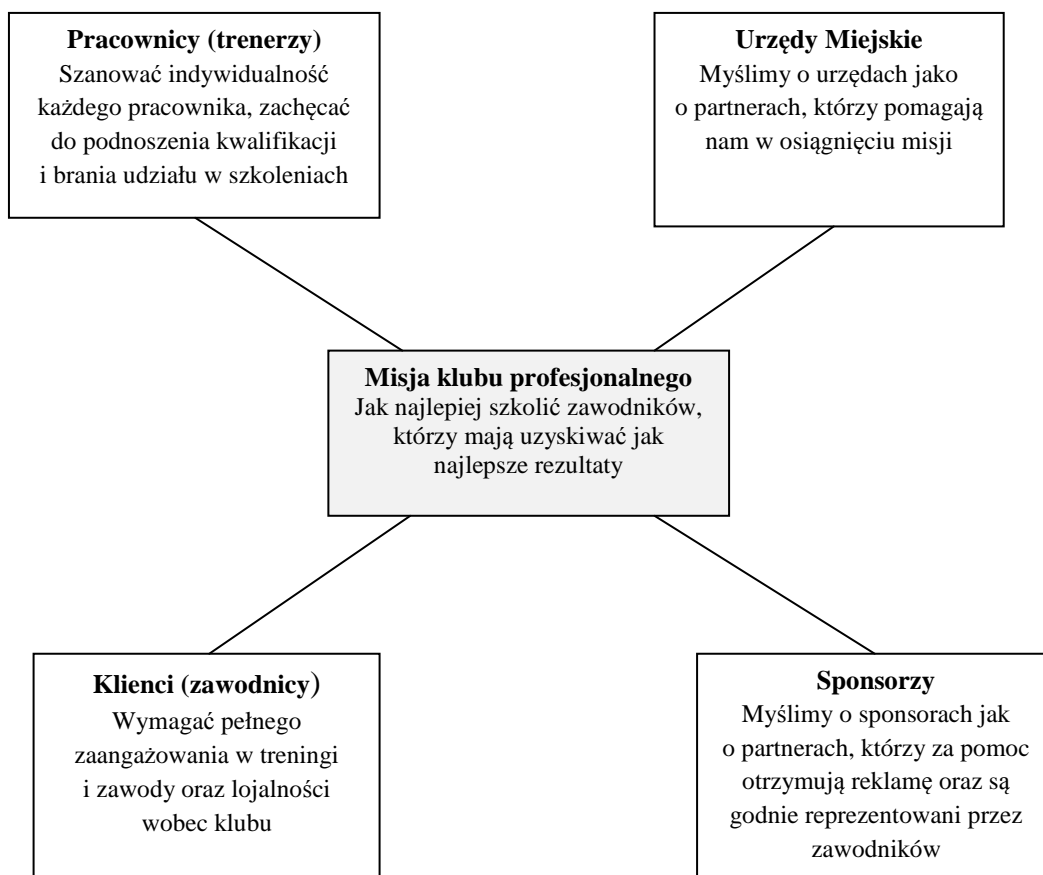 Pracownicy (trenerzy)
Szanować indywidualność
każdego pracownika, zachęcać
do podnoszenia kwalifikacji
i brania udziału w szkoleniach
Urzędy Miejskie
Myślimy o urzędach jako
o partnerach, którzy pomagają
nam w osiągnięciu misji
Misja klubu profesjonalnego
Jak najlepiej szkolić zawodników,
którzy mają uzyskiwać jak
najlepsze rezultaty
Klienci (zawodnicy)
Wymagać pełnego
zaangażowania w treningi
i zawody oraz lojalności
wobec klubu
Sponsorzy
Myślimy o sponsorach jak
o partnerach, którzy za pomoc
otrzymują reklamę oraz są
godnie reprezentowani przez
zawodników